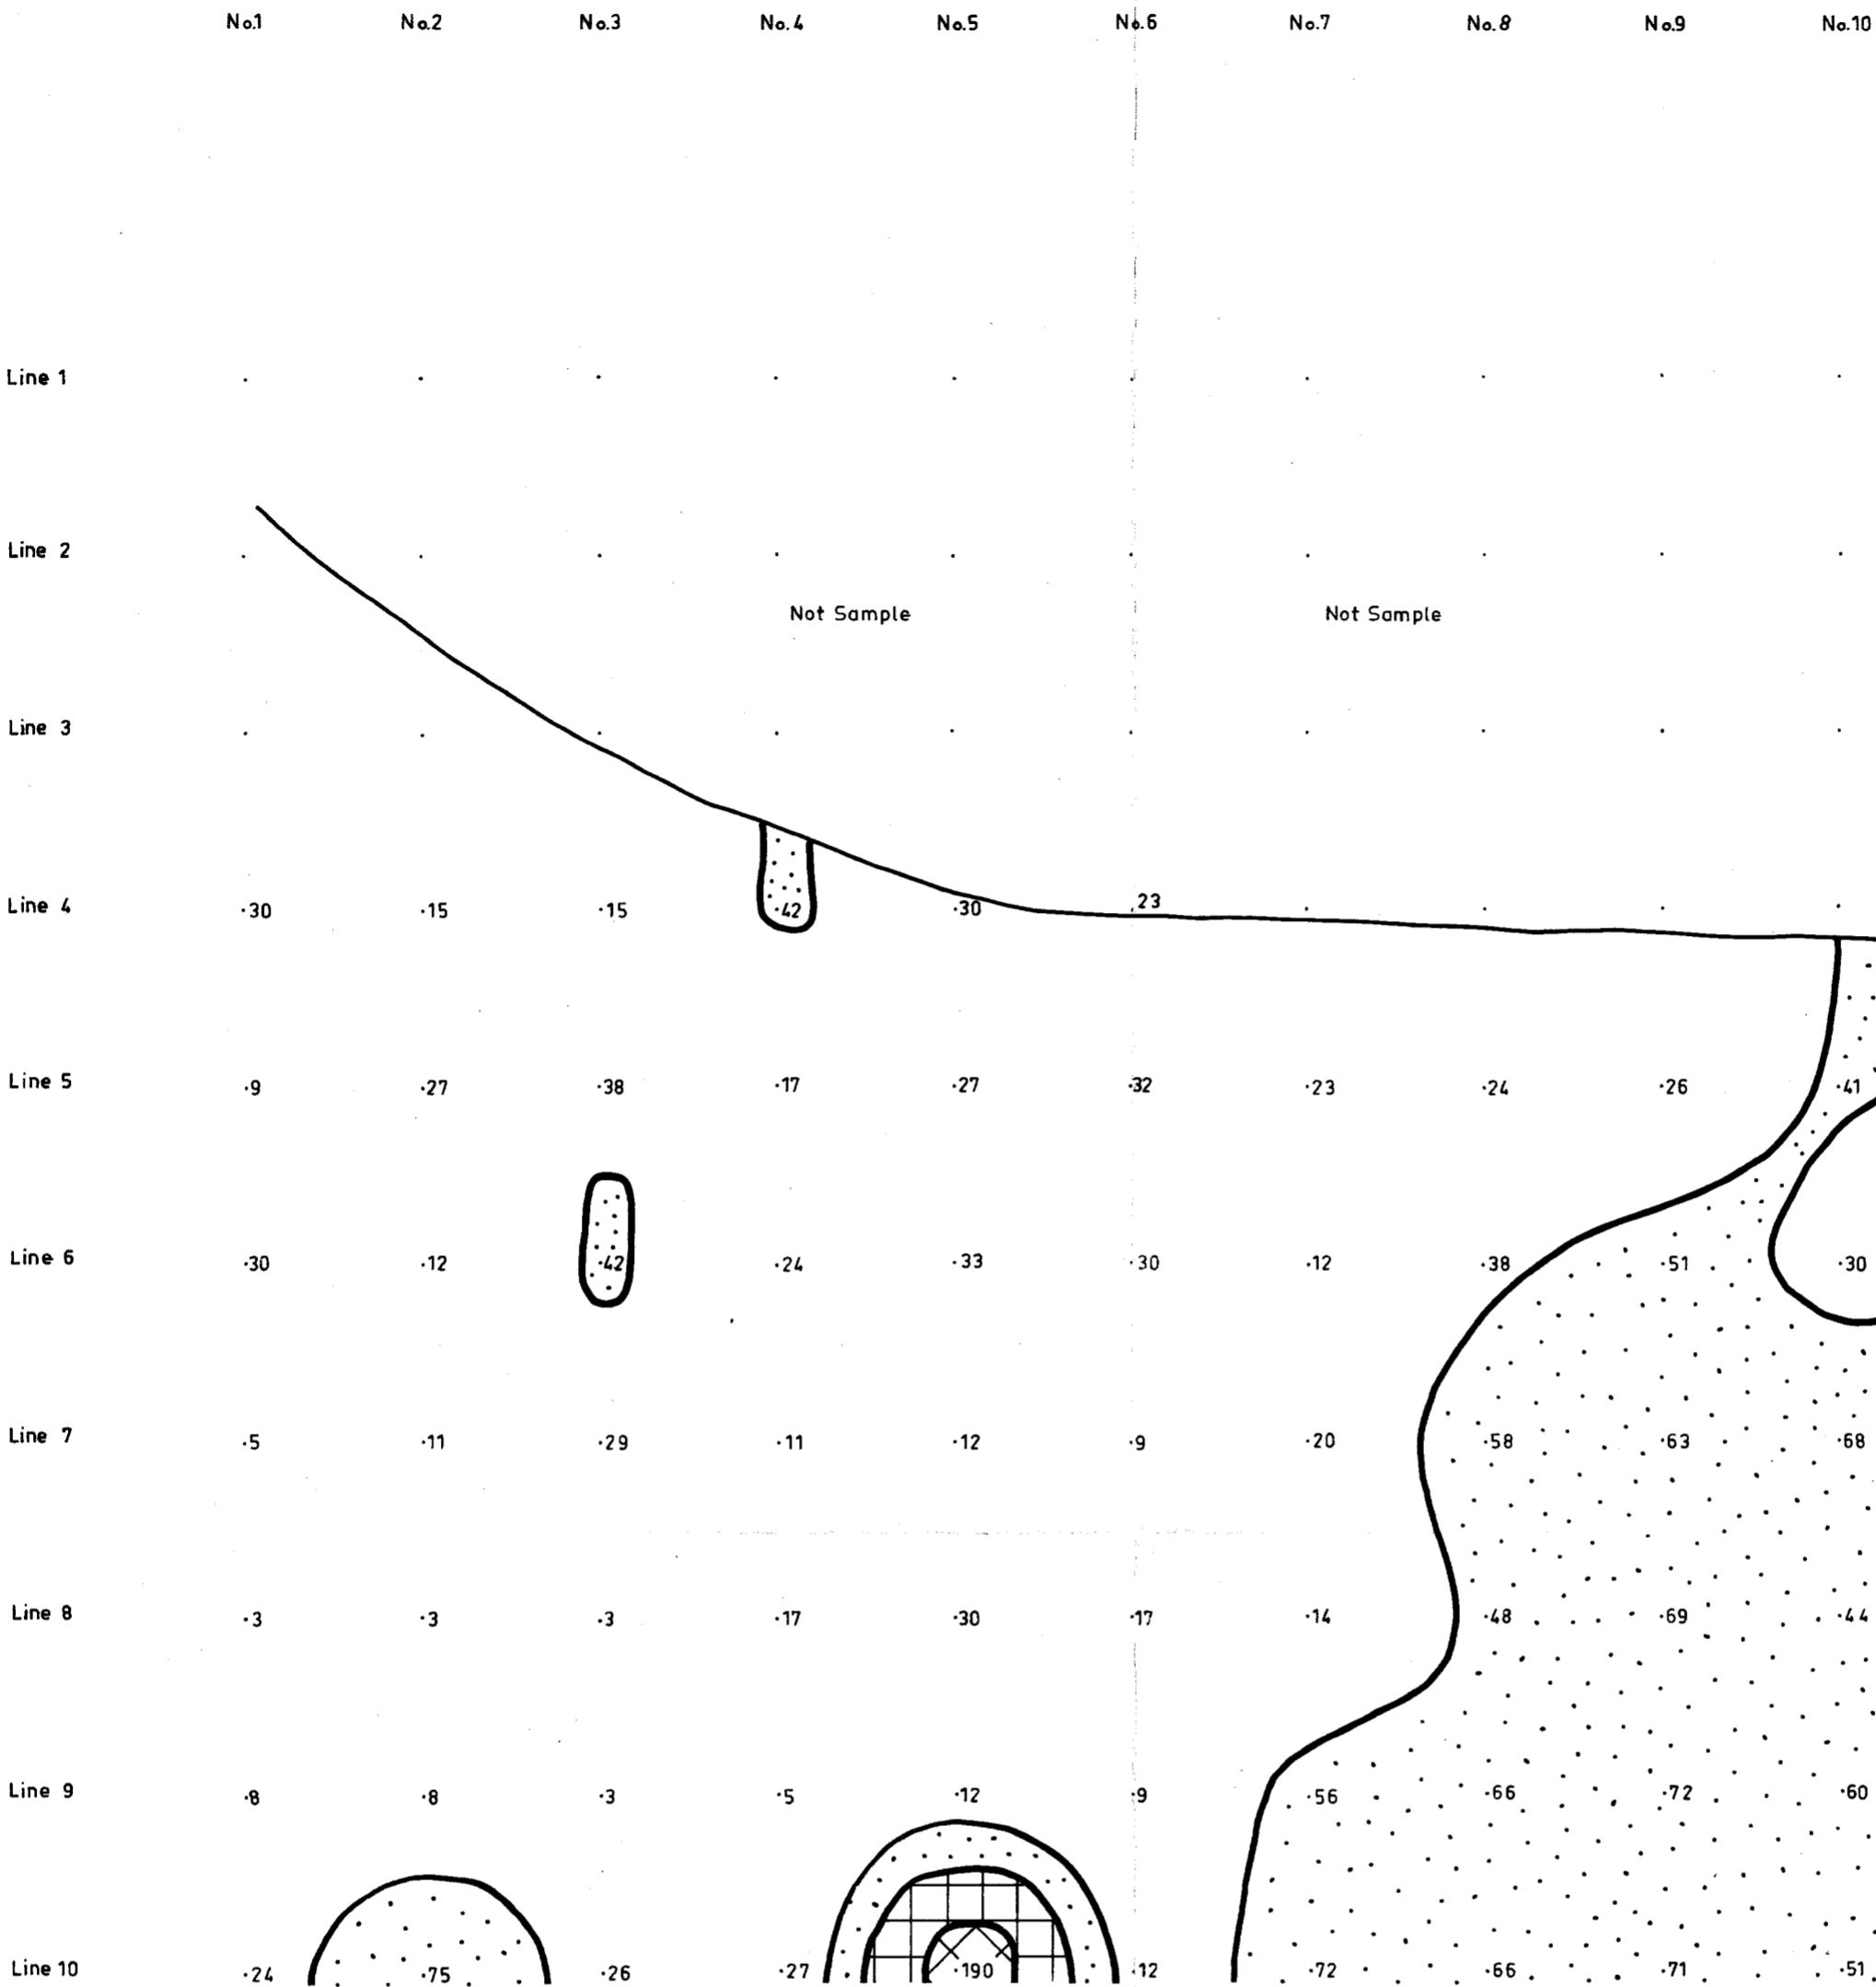 No.1 No.2 No.3 No.4 No.5 No.6 No.7 No.8 No.9 No.10
Line 1
Line 2
Not Sample Not Sample
Line 3
Line 4 ·30 ·15 ·15 ·42 ·30 .23
Line 5 ·9 ·27 ·38 ·17 ·27 ·32 ·23 ·24 ·26 ·41
Line 6 ·30 ·12 ·42 ·24 ·33 ·30 ·12 ·38 ·51 ·30
Line 7 ·5 ·11 ·29 ·11 ·12 ·9 ·20 ·58 ·63 ·68
Line 8 ·3 ·3 ·3 ·17 ·30 ·17 ·14 ·48 ·69 ·44
Line 9 ·8 ·8 ·3 ·5 ·12 ·9 ·56 ·66 ·72 ·60
Line 10 ·24 ·75 ·26 ·27 ·190 ·12 ·72 ·66 ·71 ·51